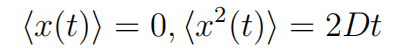 ⟨x(t)⟩ = 0, ⟨x²(t)⟩ = 2Dt